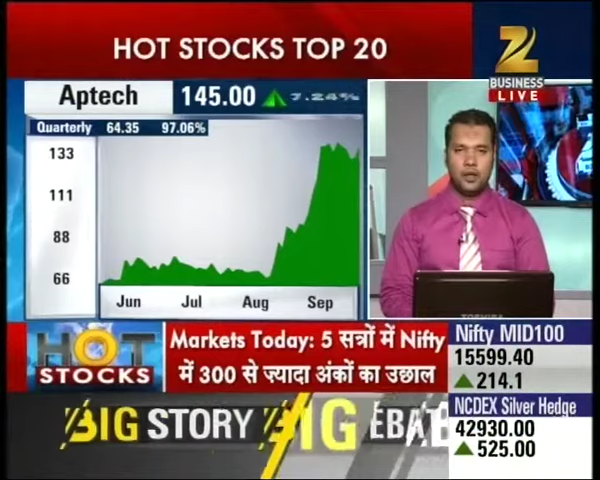 HOT STOCKS TOP 20
Z
BUSINESS
LIVE
Aptech
145.00 7.24%
Quarterly 64.35 97.06%
133
111
88
66
Jun Jul Aug Sep
TOSHIBA
HOT
STOCKS
Markets Today: 5 सत्रों में Nifty
में 300 से ज्यादा अंकों का उछाल
Nifty MID100
15599.40
214.1
NCDEX Silver Hedge
42930.00
525.00
BIG STORY BIG